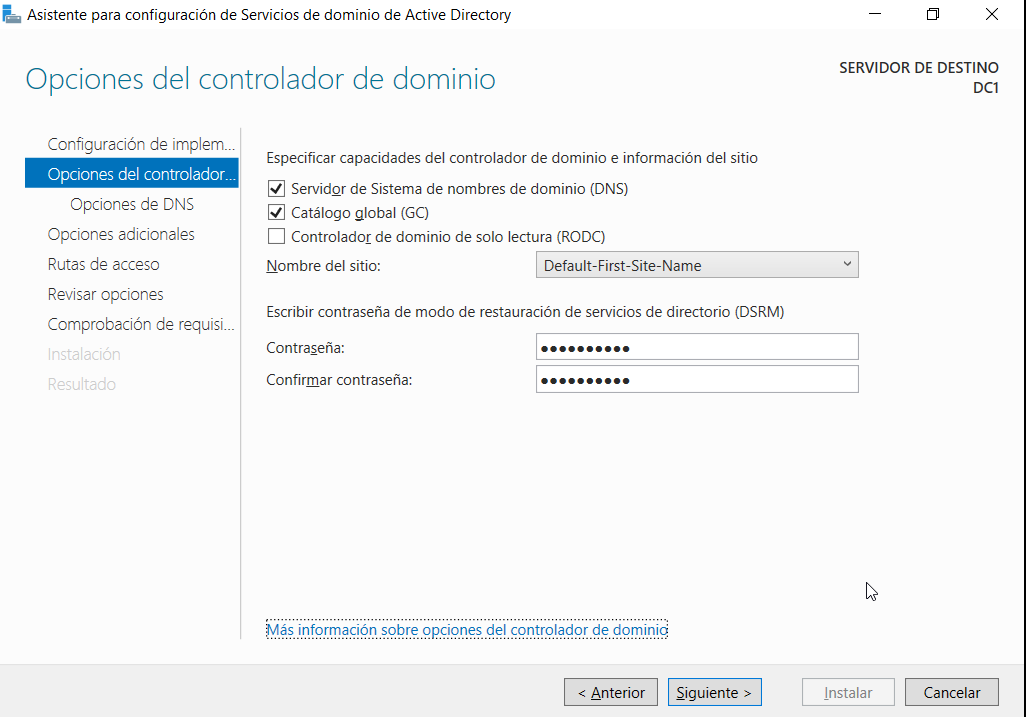 Asistente para configuración de Servicios de dominio de Active Directory
Opciones del controlador de dominio
SERVIDOR DE DESTINO
DC1
Configuración de implem...
Opciones del controlador...
Opciones de DNS
Opciones adicionales
Rutas de acceso
Revisar opciones
Comprobación de requisi...
Instalación
Resultado
Especificar capacidades del controlador de dominio e información del sitio
Servidor de Sistema de nombres de dominio (DNS)
Catálogo global (GC)
Controlador de dominio de solo lectura (RODC)
Nombre del sitio:
Default-First-Site-Name
Escribir contraseña de modo de restauración de servicios de directorio (DSRM)
Contraseña:
●●●●●●●●●●
Confirmar contraseña:
●●●●●●●●●●
Más información sobre opciones del controlador de dominio
< Anterior
Siguiente >
Instalar
Cancelar